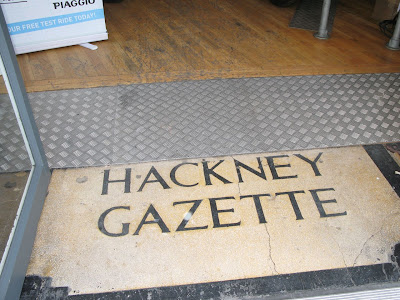 PIAGGIO
OUR FREE TEST RIDE TODAY!
HACKNEY
GAZETTE